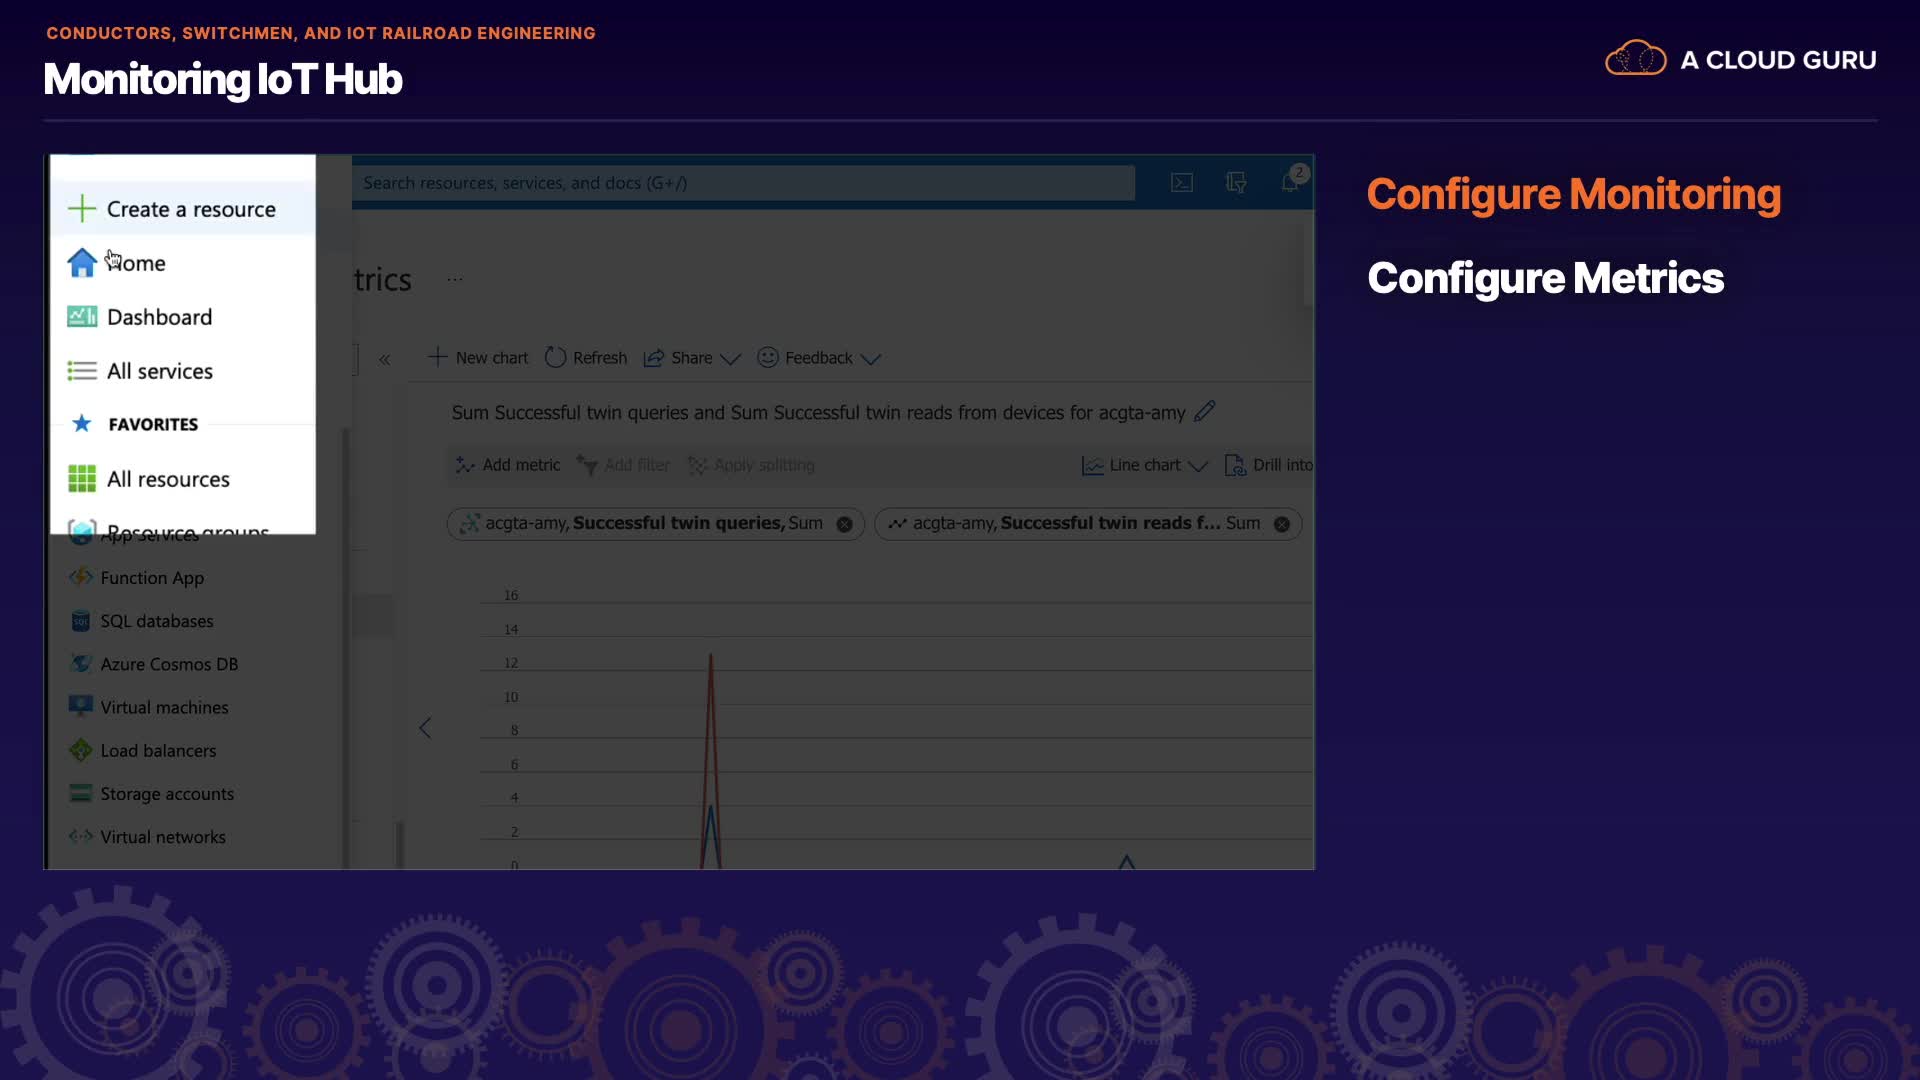 CONDUCTORS, SWITCHMEN, AND IOT RAILROAD ENGINEERING
Monitoring IoT Hub
A CLOUD GURU
Create a resource
Home
Dashboard
All services
FAVORITES
All resources
Resource groups
App Services
Function App
SQL databases
Azure Cosmos DB
Virtual machines
Load balancers
Storage accounts
Virtual networks
Search resources, services, and docs (G+/)
2
trics ...
« New chart Refresh Share Feedback
Sum Successful twin queries and Sum Successful twin reads from devices for acgta-amy
Add metric Add filter Apply splitting Line chart Drill into
acgta-amy, Successful twin queries, Sum
acgta-amy, Successful twin reads f... Sum
16
14
12
10
8
6
4
2
0
Configure Monitoring
Configure Metrics